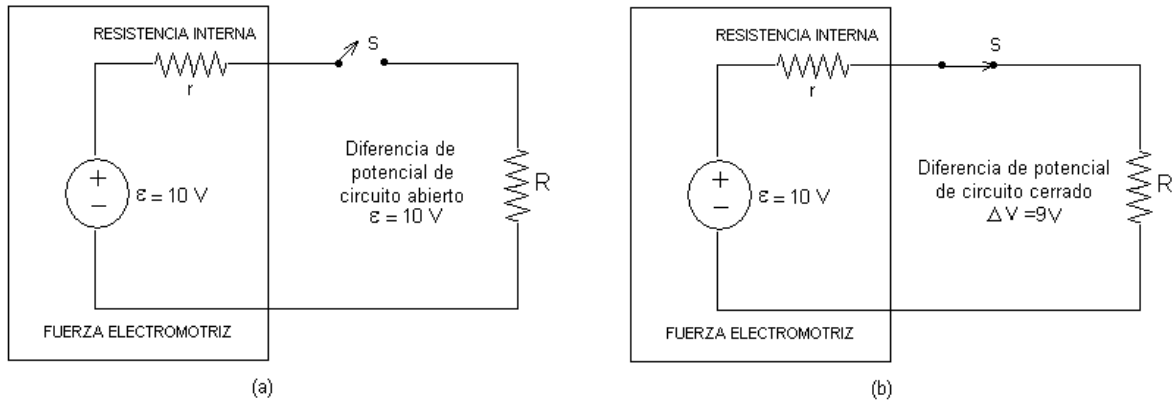 RESISTENCIA INTERNA
S
r
Diferencia de
potencial de
circuito abierto
ε = 10 V
R
+
−
ε = 10 V
FUERZA ELECTROMOTRIZ
(a)
RESISTENCIA INTERNA
S
r
Diferencia de potencial
de circuito cerrado
ΔV =9V
R
+
−
ε = 10 V
FUERZA ELECTROMOTRIZ
(b)